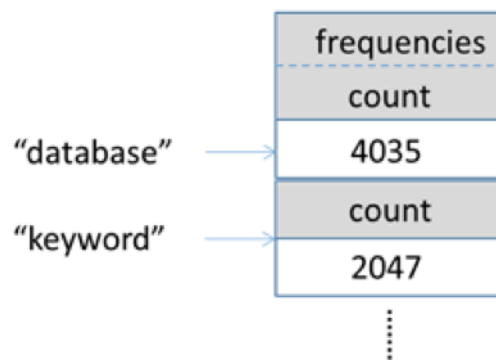 frequencies
count
“database” 4035
count
“keyword”
2047